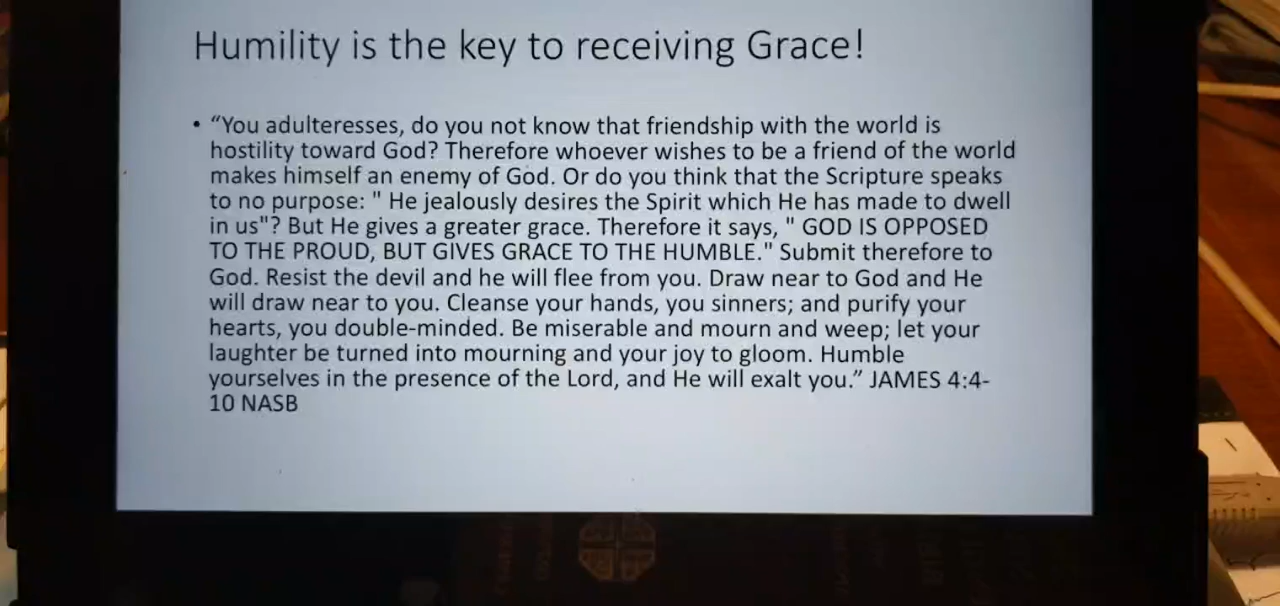 Humility is the key to receiving Grace!
• “You adulteresses, do you not know that friendship with the world is
hostility toward God? Therefore whoever wishes to be a friend of the world
makes himself an enemy of God. Or do you think that the Scripture speaks
to no purpose: " He jealously desires the Spirit which He has made to dwell
in us"? But He gives a greater grace. Therefore it says, " GOD IS OPPOSED
TO THE PROUD, BUT GIVES GRACE TO THE HUMBLE." Submit therefore to
God. Resist the devil and he will flee from you. Draw near to God and He
will draw near to you. Cleanse your hands, you sinners; and purify your
hearts, you double-minded. Be miserable and mourn and weep; let your
laughter be turned into mourning and your joy to gloom. Humble
yourselves in the presence of the Lord, and He will exalt you.” JAMES 4:4-
10 NASB